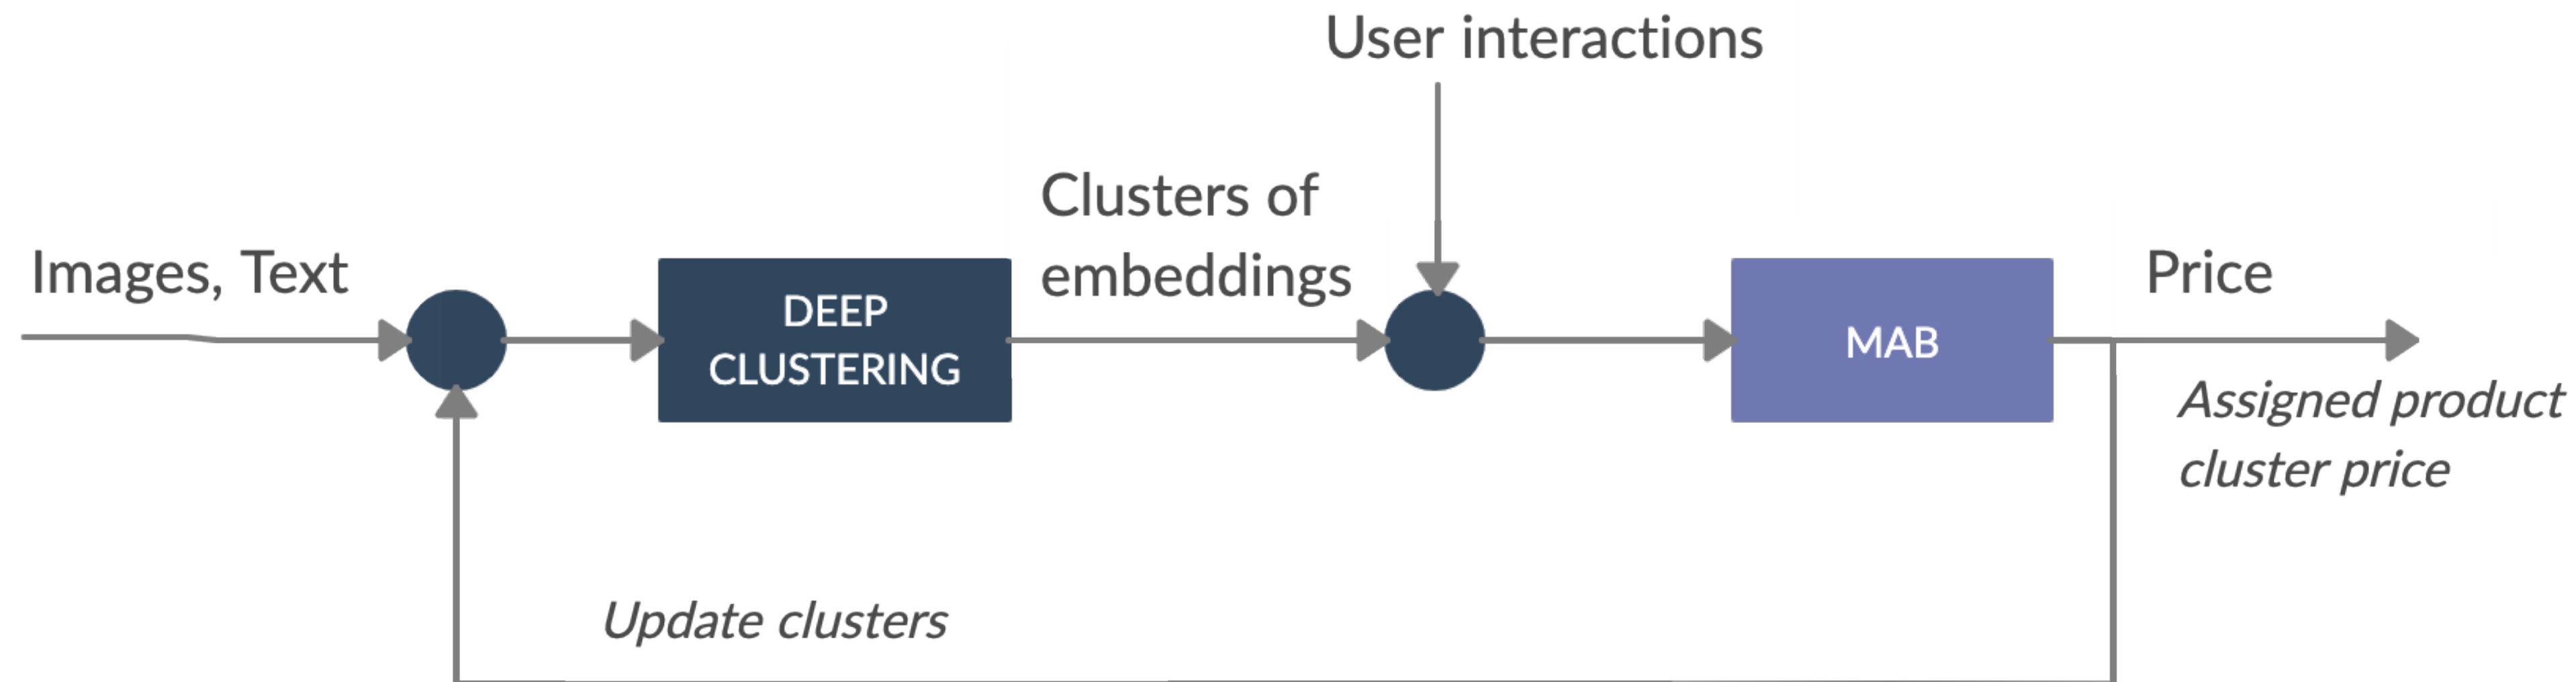 User interactions
Images, Text
DEEP
CLUSTERING
Clusters of
embeddings
MAB
Price
Assigned product
cluster price
Update clusters